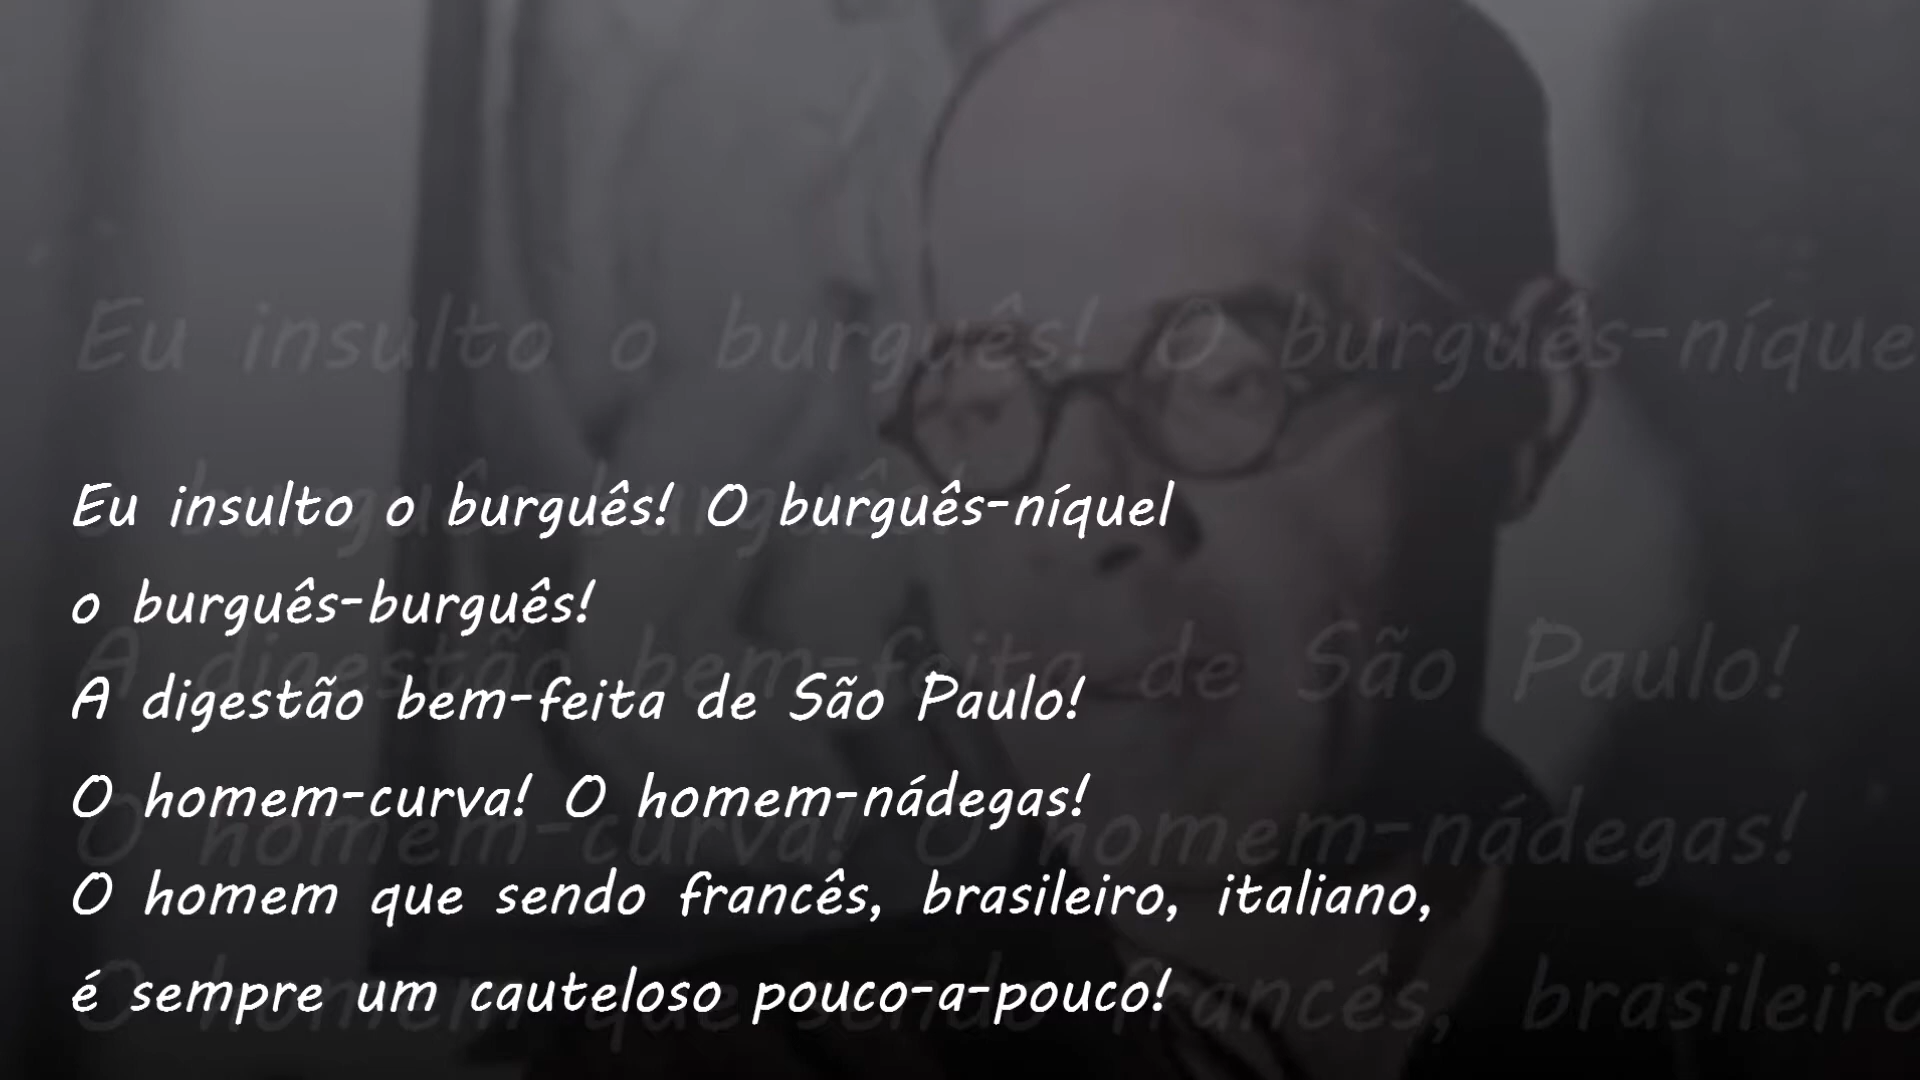 Eu insulto o burguês! O burguês-níquel
o burguês-burguês!
A digestão bem-feita de São Paulo!
O homem-curva! O homem-nádegas!
O homem que sendo francês, brasileiro, italiano,
é sempre um cauteloso pouco-a-pouco!